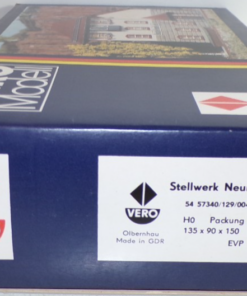 Modell
Stellwerk Neu
54 57340/129/004
VERO
H0 Packung
Olbernhau
135 x 90 x 150
Made in GDR
EVP